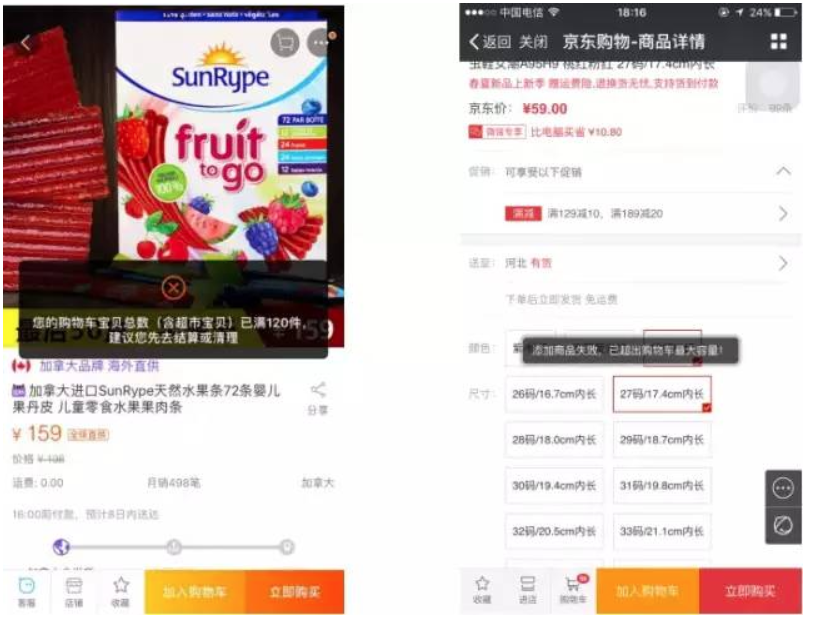 SunRype
72 PAR BOÎTE
fruit
to go
100%
您的购物车宝贝总数（含超市宝贝）已满120件，
建议您先去结算或清理
159
加拿大品牌 海外直供
加拿大进口SunRype天然水果条72条婴儿
果丹皮 儿童零食水果果肉条
分享
¥ 159
价格 ¥ 198
运费: 0.00 月销498笔 加拿大
16:00前付款，预计8日内送达
客服 店铺 收藏 加入购物车 立即购买
中国电信 18:16 24%
返回 关闭 京东购物-商品详情
27码/17.4cm内长
春夏新品上新季 赠运费险.退换货无忧.支持货到付款
京东价: ¥59.00
微信专享 比电脑买省 ¥10.80
促销: 可享受以下促销
满减 满129减10, 满189减20
送至: 河北 有货
下单后立即发货 免运费
颜色:
添加商品失败，已超出购物车最大容量!
尺寸: 26码/16.7cm内长 27码/17.4cm内长
28码/18.0cm内长 29码/18.7cm内长
30码/19.4cm内长 31码/19.8cm内长
32码/20.5cm内长 33码/21.1cm内长
收藏 进店 购物车 加入购物车 立即购买